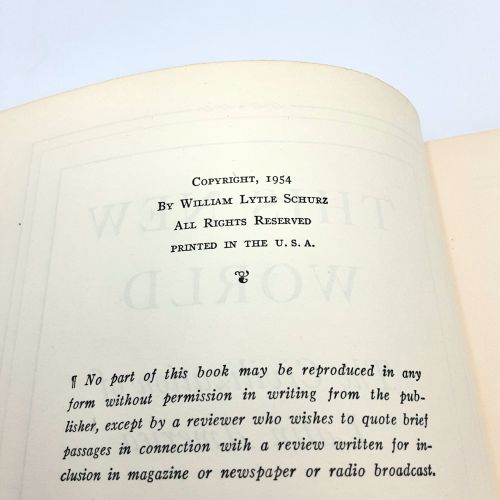 COPYRIGHT, 1954
BY WILLIAM LYTLE SCHURZ
ALL RIGHTS RESERVED
PRINTED IN THE U. S. A.
¶ No part of this book may be reproduced in any
form without permission in writing from the pub-
lisher, except by a reviewer who wishes to quote brief
passages in connection with a review written for in-
clusion in magazine or newspaper or radio broadcast.